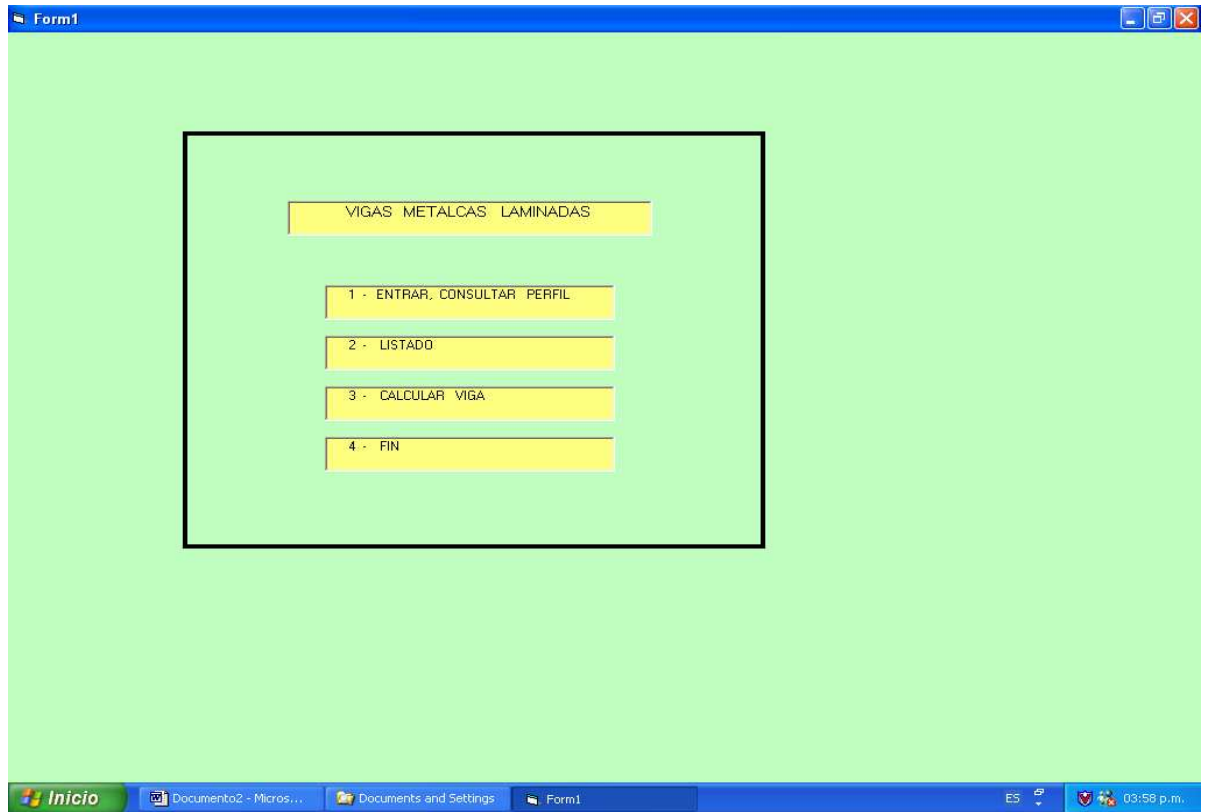 Form1
VIGAS METALCAS LAMINADAS
1 - ENTRAR, CONSULTAR PERFIL
2 - LISTADO
3 - CALCULAR VIGA
4 - FIN
Inicio Documento2 - Micros... Documents and Settings Form1 ES 03:58 p.m.